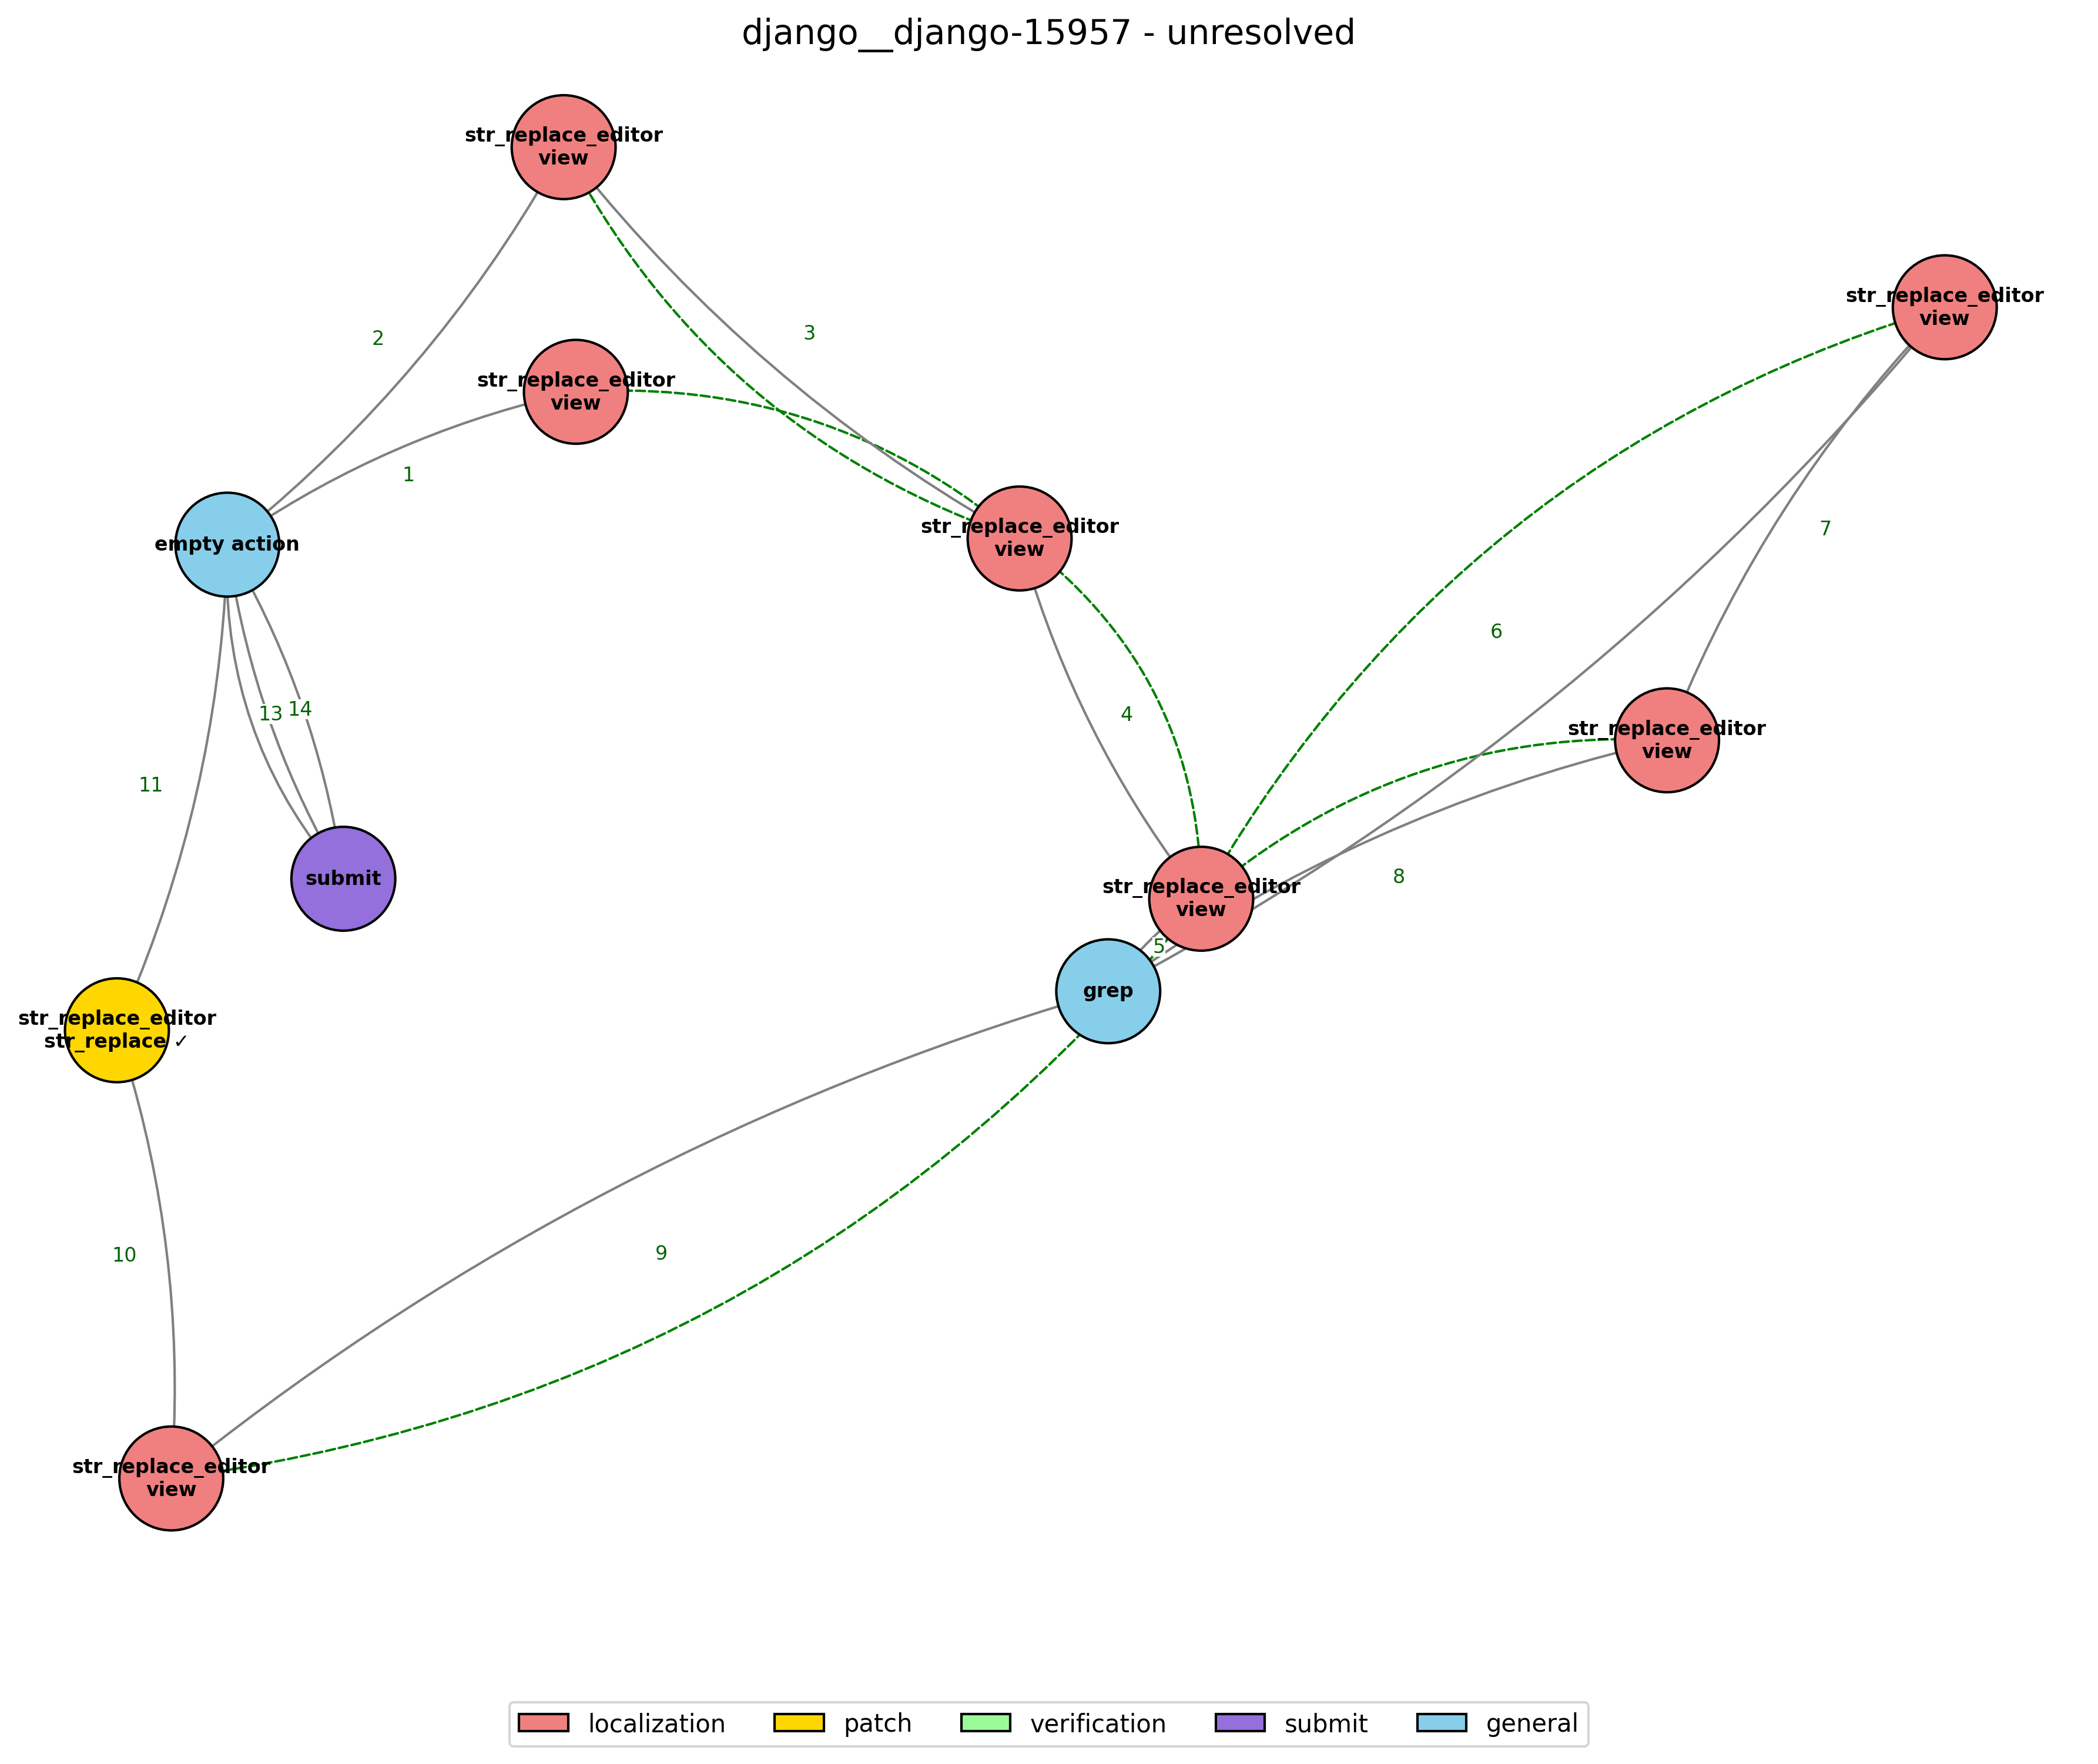 django__django-15957 - unresolved
str_replace_editor
view
str_replace_editor
view
2
3
str_replace_editor
view
1
str_replace_editor
view
7
empty action
6
4
13
14
str_replace_editor
view
11
submit
8
str_replace_editor
view
5
grep
str_replace_editor
str_replace ✓
10
9
str_replace_editor
view
localization
patch
verification
submit
general